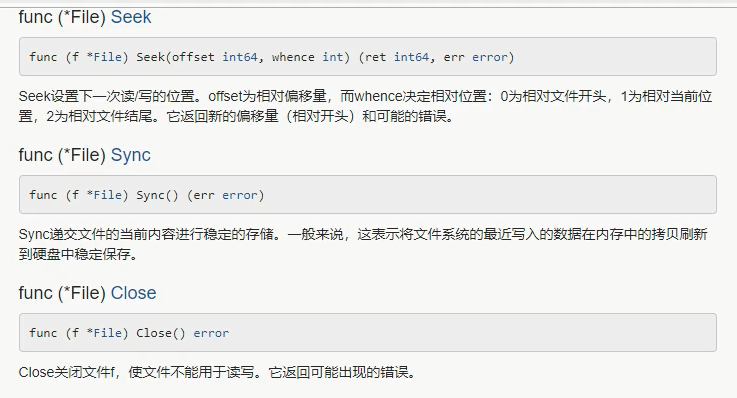 func (*File) Seek
func (f *File) Seek(offset int64, whence int) (ret int64, err error)
Seek设置下一次读/写的位置。offset为相对偏移量，而whence决定相对位置：0为相对文件开头，1为相对当前位
置，2为相对文件结尾。它返回新的偏移量（相对开头）和可能的错误。
func (*File) Sync
func (f *File) Sync() (err error)
Sync递交文件的当前内容进行稳定的存储。一般来说，这表示将文件系统的最近写入的数据在内存中的拷贝刷新
到硬盘中稳定保存。
func (*File) Close
func (f *File) Close() error
Close关闭文件f，使文件不能用于读写。它返回可能出现的错误。